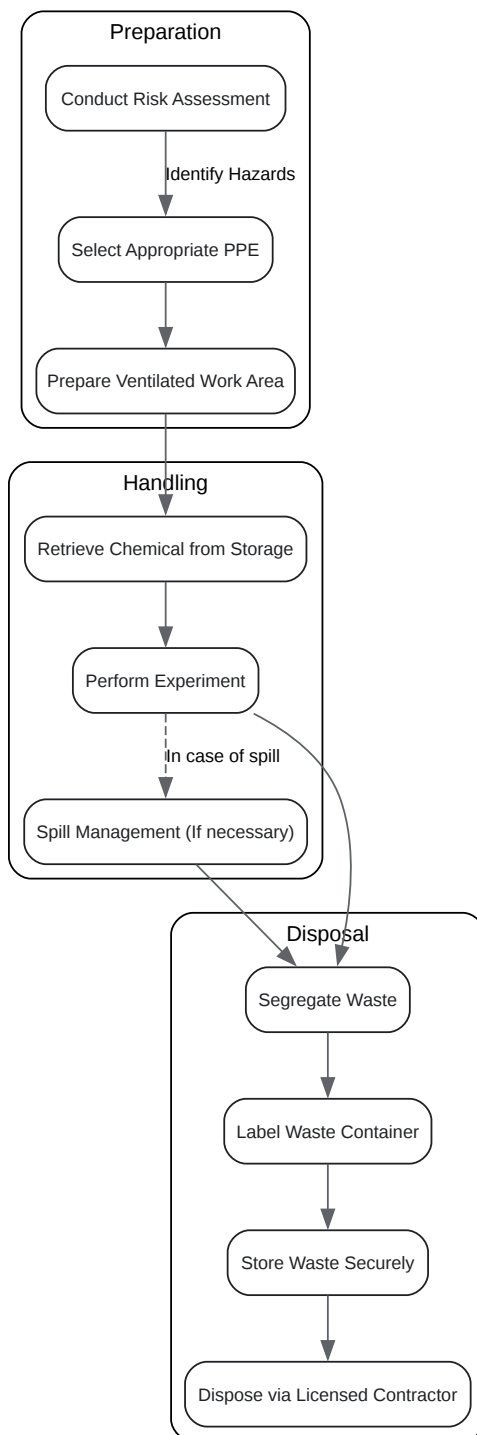 Preparation
Conduct Risk Assessment
Identify Hazards
Select Appropriate PPE
Prepare Ventilated Work Area
Handling
Retrieve Chemical from Storage
Perform Experiment
In case of spill
Spill Management (If necessary)
Disposal
Segregate Waste
Label Waste Container
Store Waste Securely
Dispose via Licensed Contractor